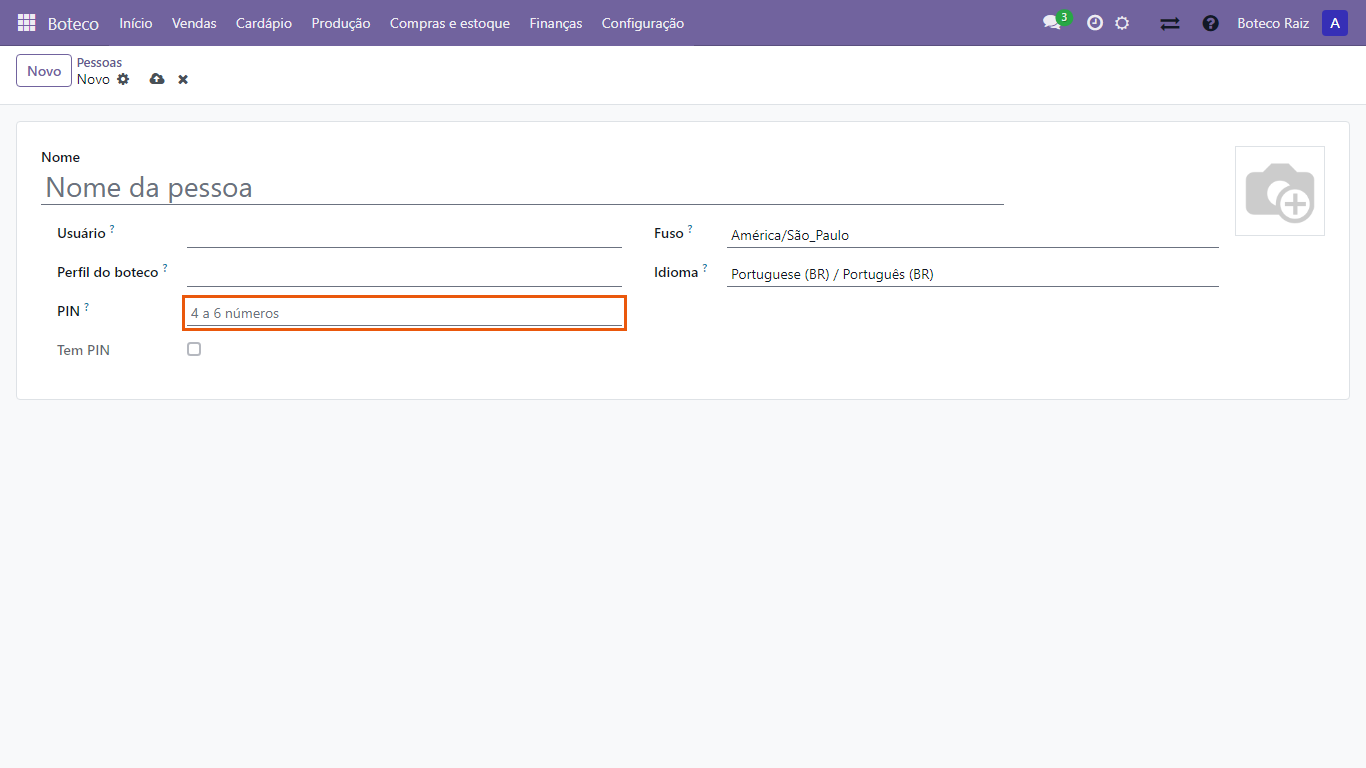 Boteco Início Vendas Cardápio Produção Compras e estoque Finanças Configuração 3 Boteco Raiz A
Novo
Pessoas
Novo
Nome
Nome da pessoa
Usuário ?
Fuso ? América/São_Paulo
Perfil do boteco ?
Idioma ? Portuguese (BR) / Português (BR)
PIN ? 4 a 6 números
Tem PIN